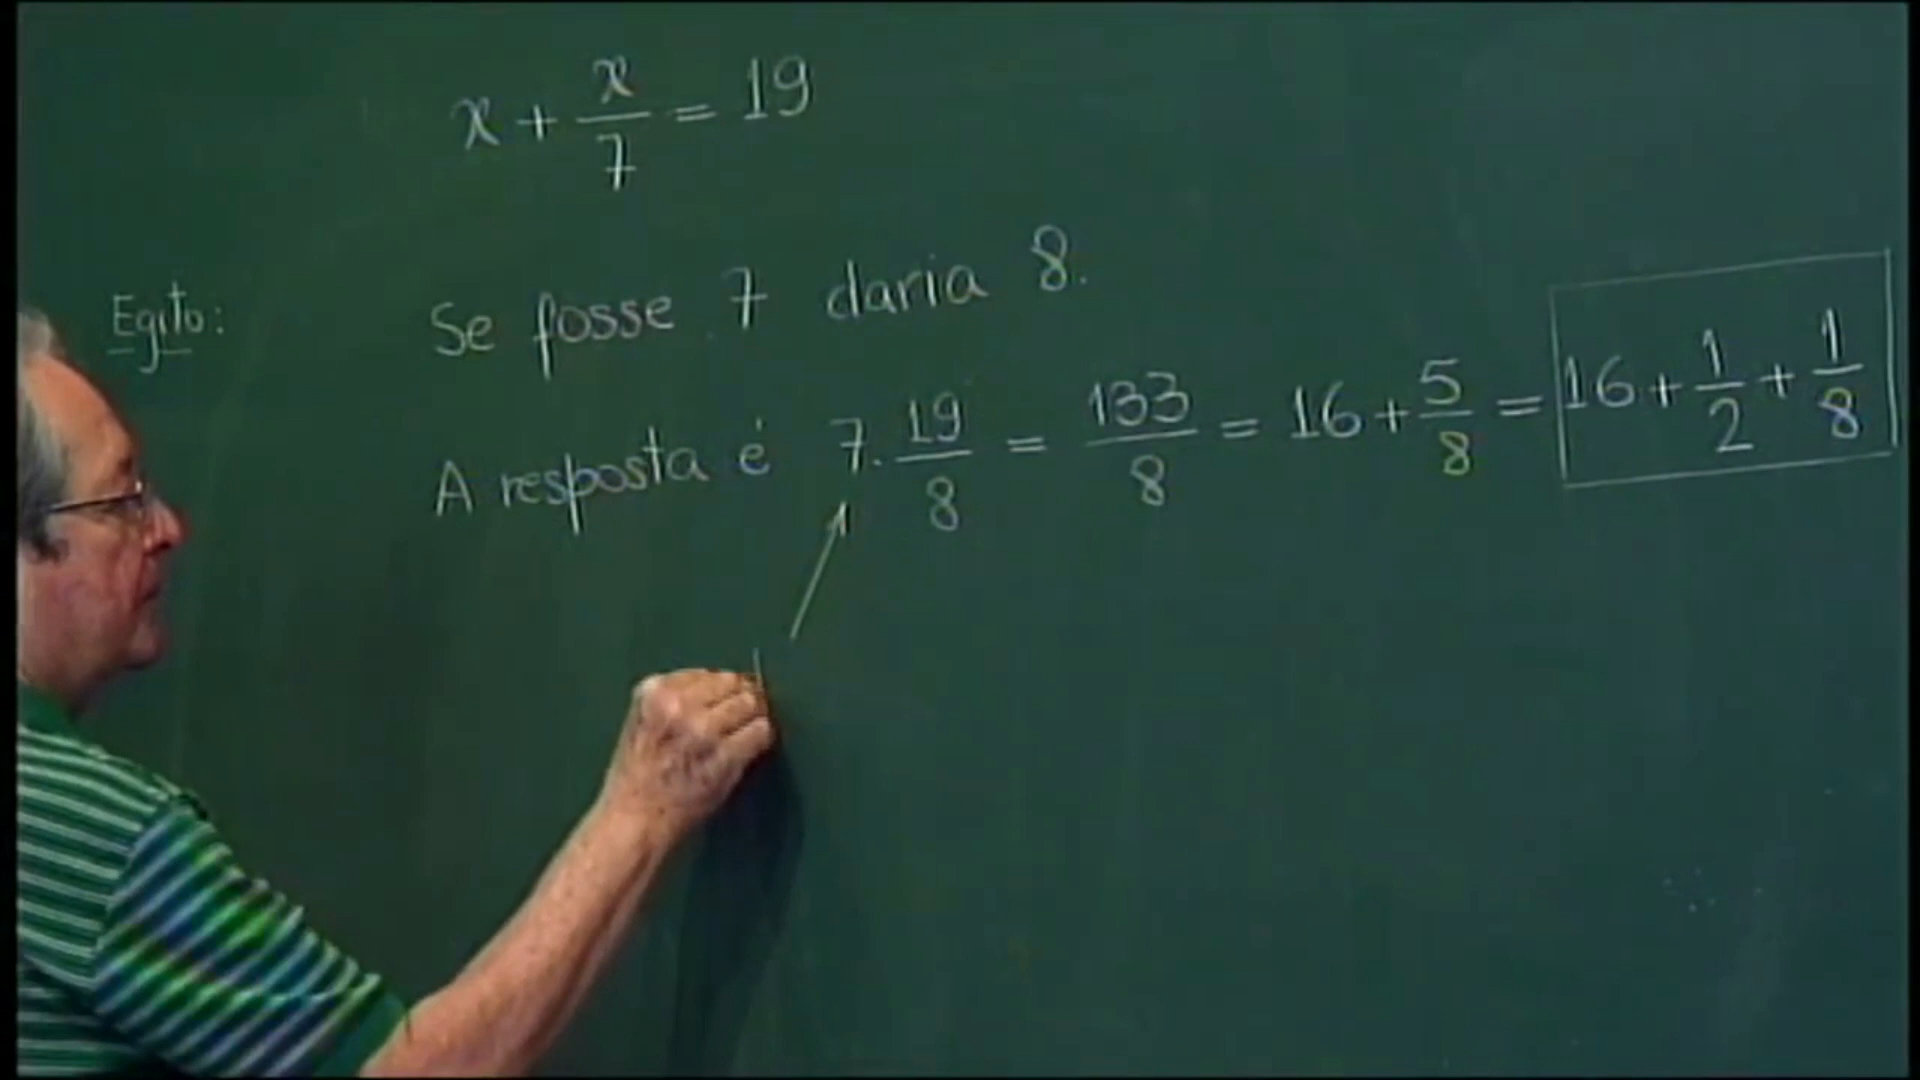 x + x/7 = 19
Egito: Se fosse 7 daria 8.
A resposta é 7. 19/8 = 133/8 = 16 + 5/8 = 16 + 1/2 + 1/8